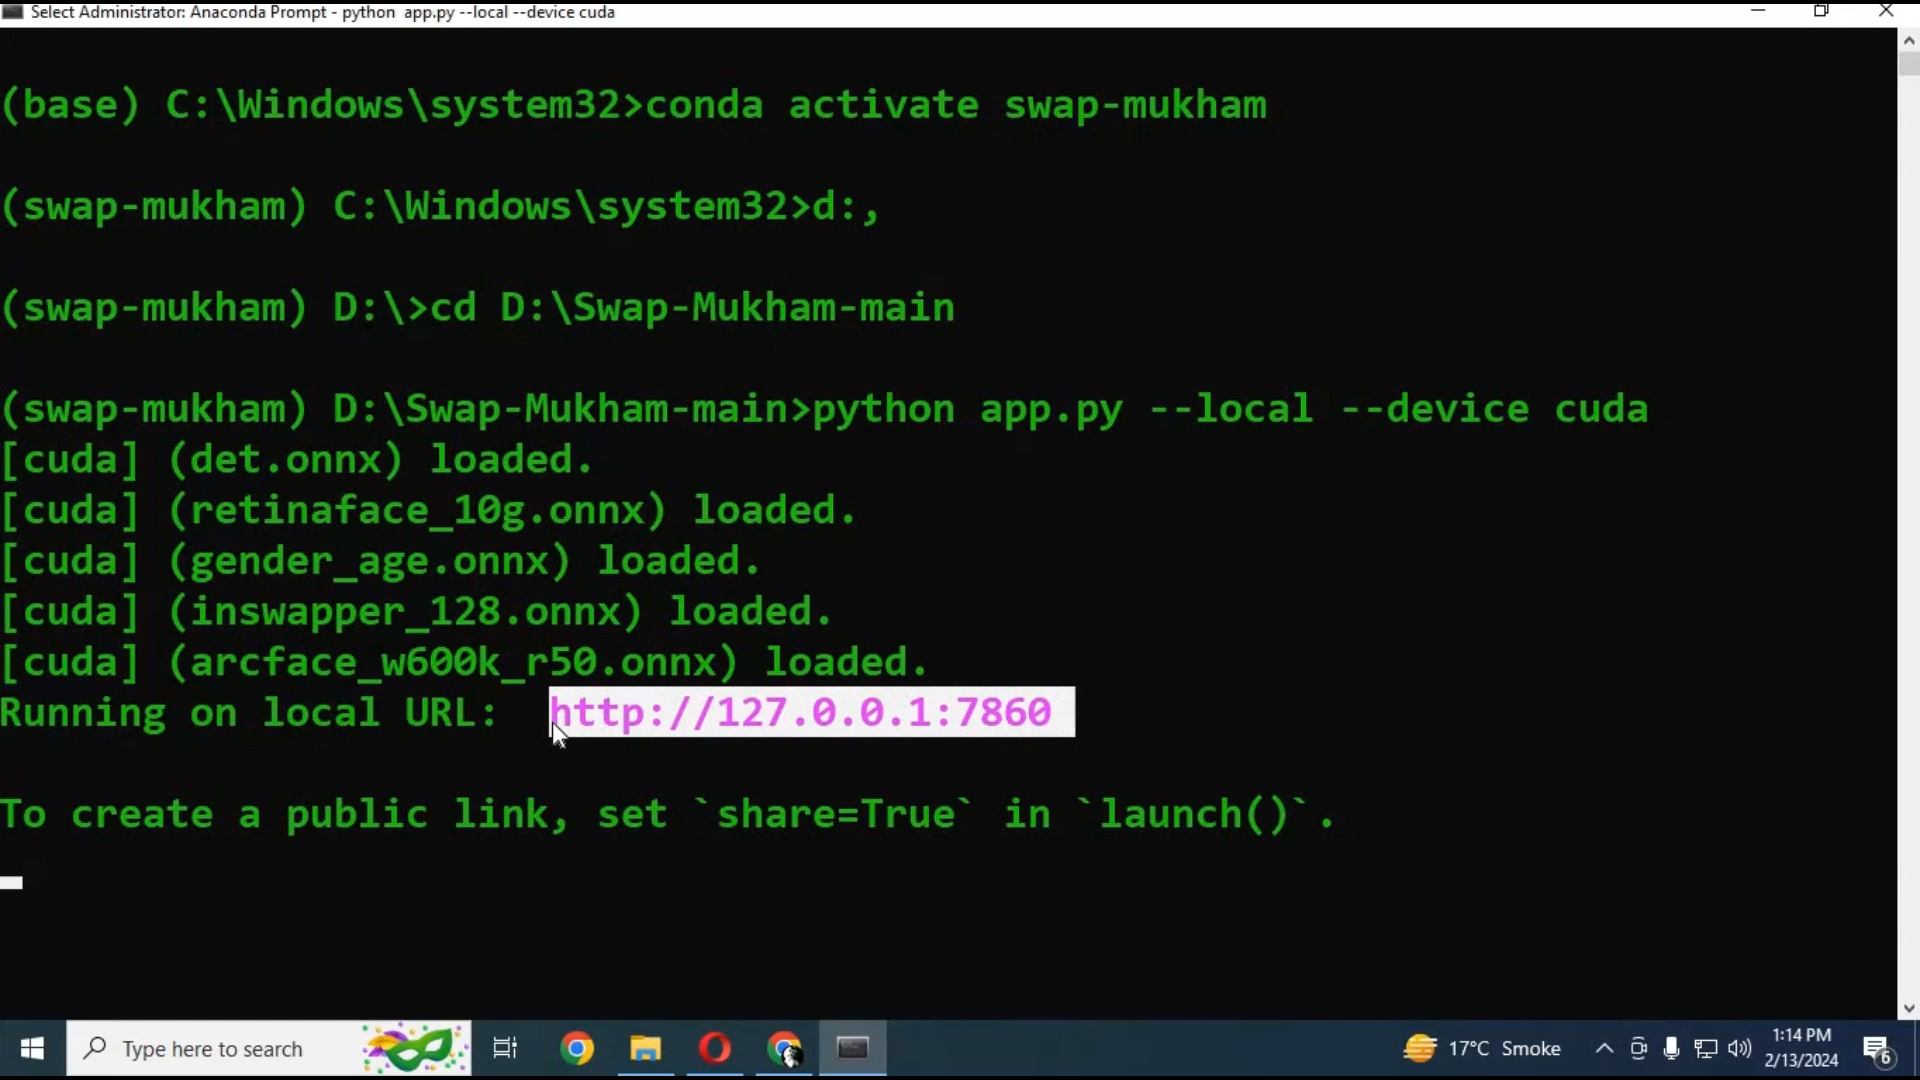 Select Administrator: Anaconda Prompt - python  app.py --local --device cuda
(base) C:\Windows\system32>conda activate swap-mukham
(swap-mukham) C:\Windows\system32>d:,
(swap-mukham) D:\>cd D:\Swap-Mukham-main
(swap-mukham) D:\Swap-Mukham-main>python app.py --local --device cuda
[cuda] (det.onnx) loaded.
[cuda] (retinaface_10g.onnx) loaded.
[cuda] (gender_age.onnx) loaded.
[cuda] (inswapper_128.onnx) loaded.
[cuda] (arcface_w600k_r50.onnx) loaded.
Running on local URL:  http://127.0.0.1:7860
To create a public link, set `share=True` in `launch()`.
Type here to search
17°C Smoke
1:14 PM
2/13/2024
6